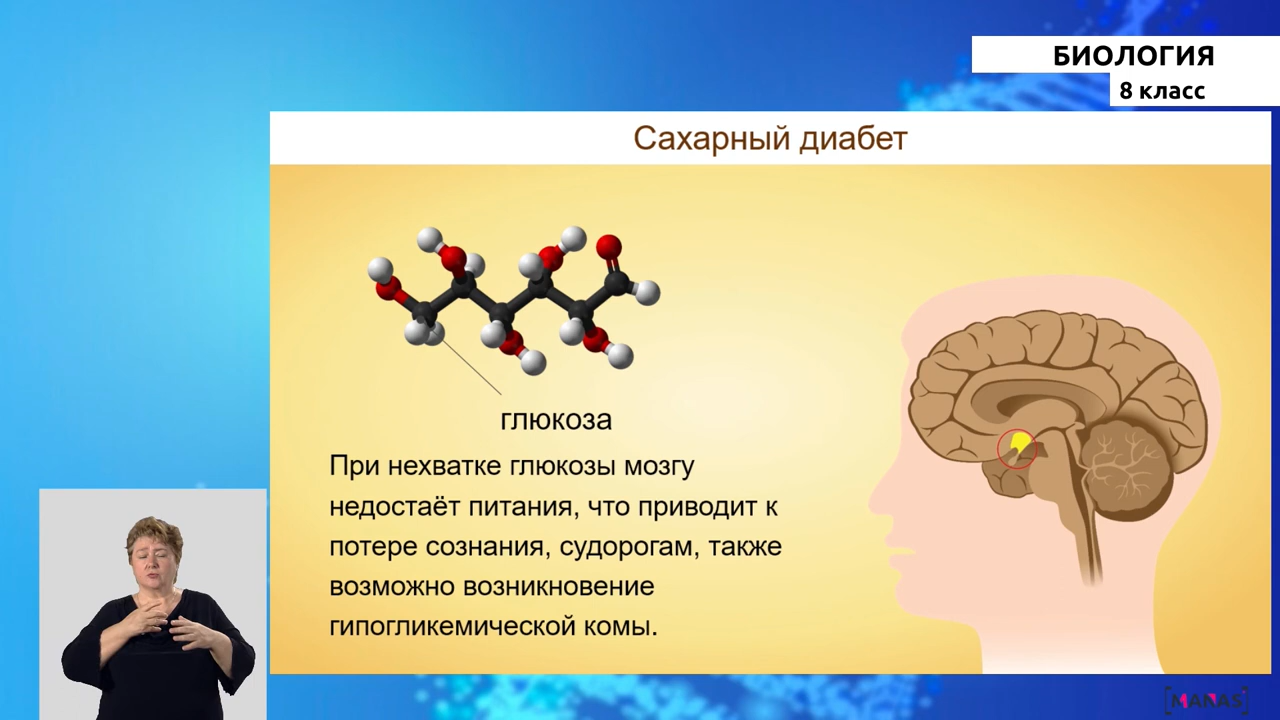 БИОЛОГИЯ
8 класс
Сахарный диабет
глюкоза
При нехватке глюкозы мозгу
недостаёт питания, что приводит к
потере сознания, судорогам, также
возможно возникновение
гипогликемической комы.
MANAS